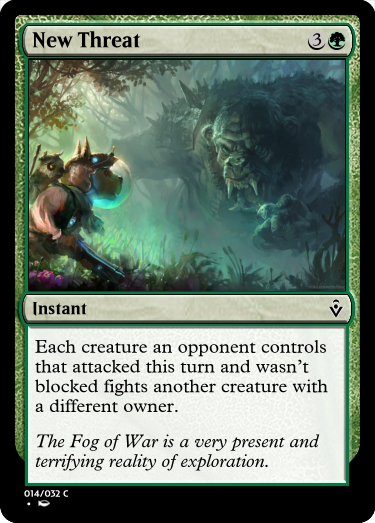 New Threat 3
Instant
Each creature an opponent controls
that attacked this turn and wasn't
blocked fights another creature with
a different owner.
The Fog of War is a very present and
terrifying reality of exploration.
014/032 C